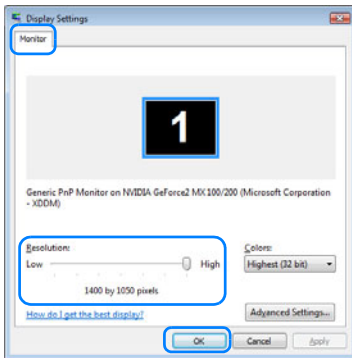 Display Settings
Monitor
1
Generic PnP Monitor on NVIDIA GeForce2 MX 100/200 (Microsoft Corporation
- XDDM)
Resolution:
Colors:
Low
High
Highest (32 bit)
1400 by 1050 pixels
How do I get the best display?
Advanced Settings...
OK
Cancel
Apply